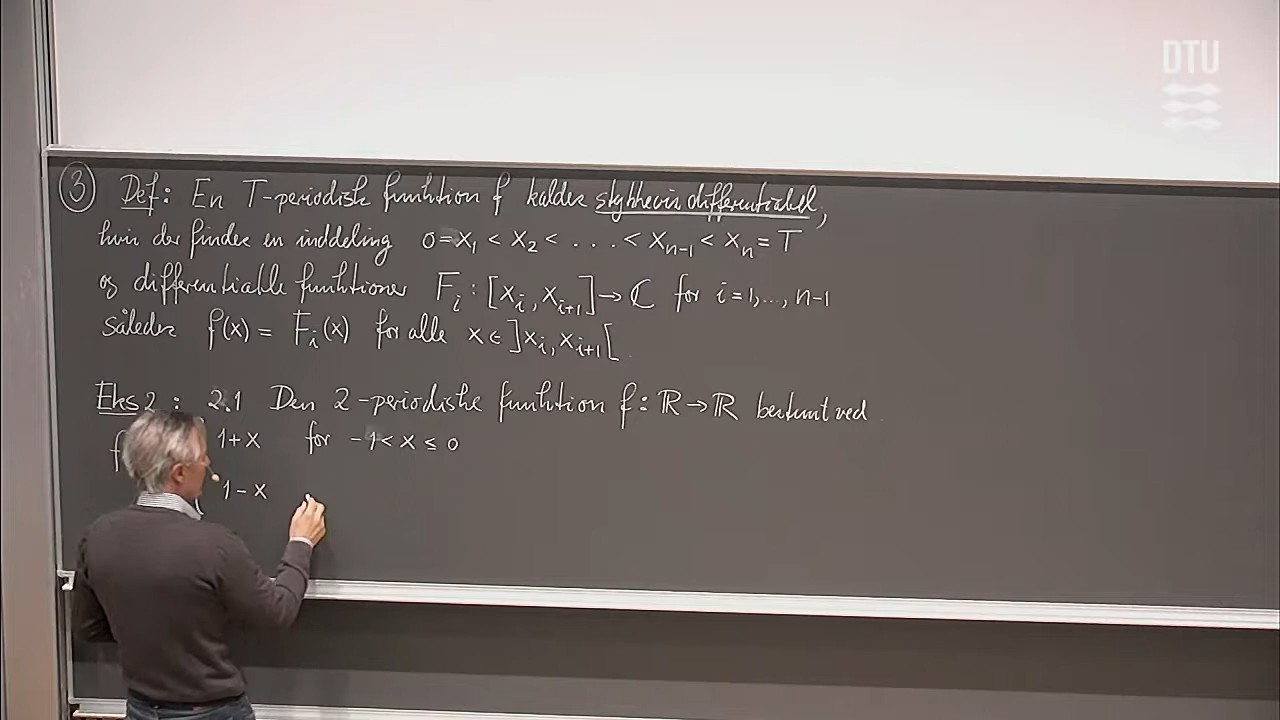 DTU
③ Def: En T-periodisk funktion f kaldes stykkevis differentiabel,
hvis der findes en inddeling 0=x₁ < x₂ < . . . < xₙ₋₁ < xₙ = T
og differentiable funktioner Fᵢ : [xᵢ, xᵢ₊₁] → ℂ for i=1,..., n-1
således f(x) = Fᵢ(x) for alle x ∈ ]xᵢ, xᵢ₊₁[.
Eks 2 : 2.1 Den 2-periodiske funktion f: ℝ → ℝ bestemt ved
f 1+x for -1 < x ≤ 0
1-x